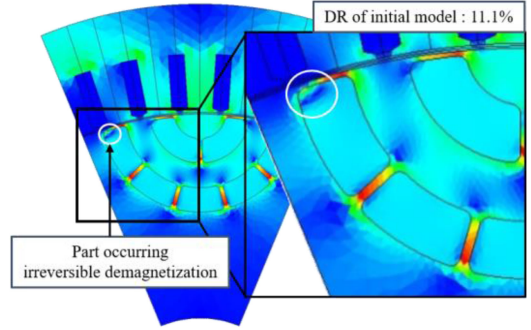 DR of initial model : 11.1%
Part occurring
irreversible demagnetization